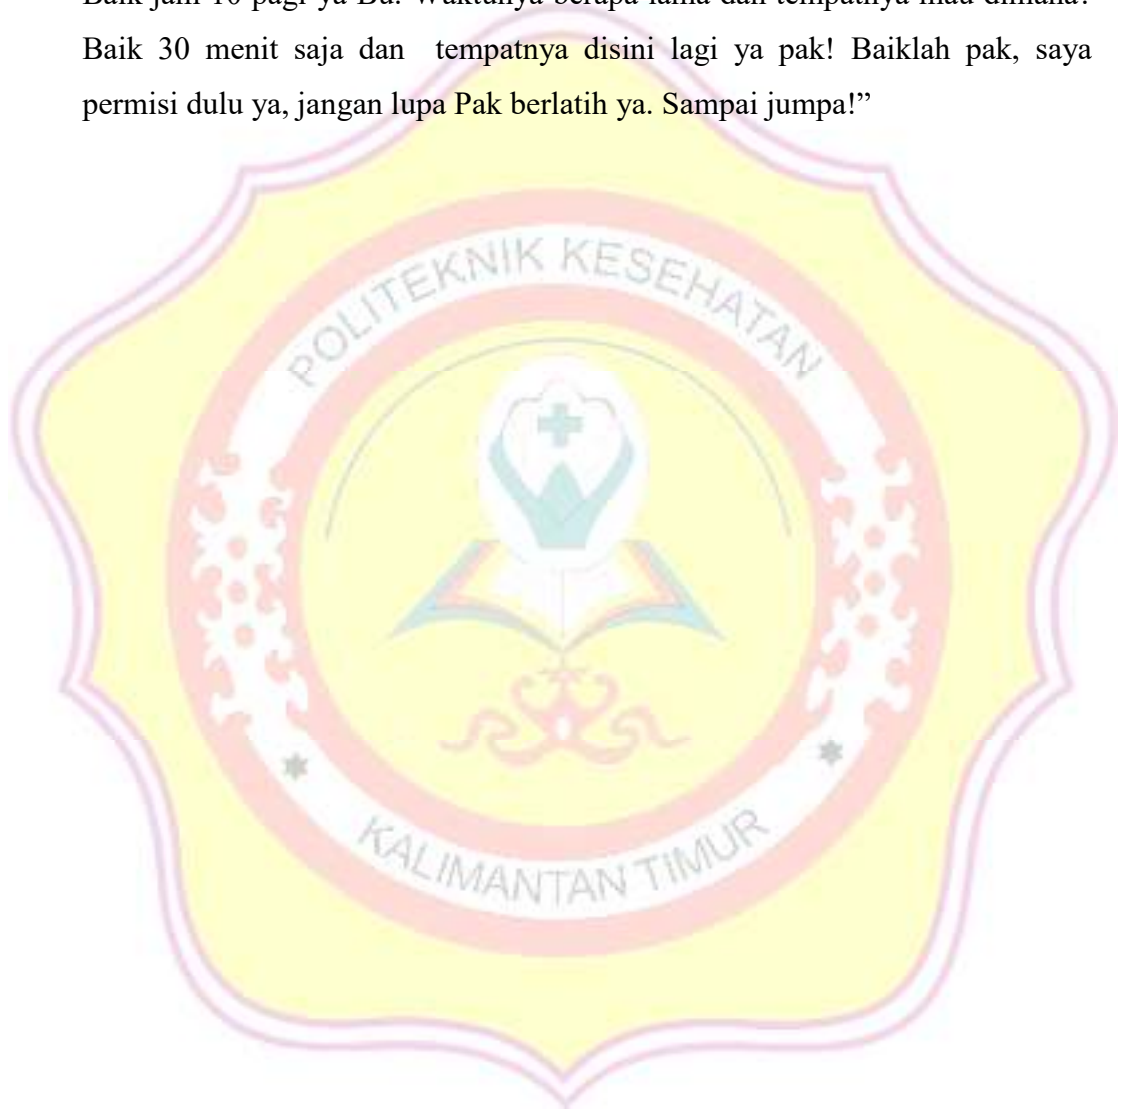 Baik jam 10 pagi ya Bu! Waktunya berapa lama dan tempatnya mau dimana?
Baik 30 menit saja dan tempatnya disini lagi ya pak! Baiklah pak, saya
permisi dulu ya, jangan lupa Pak berlatih ya. Sampai jumpa!”
POLITEKNIK KESEHATAN
KALIMANTAN TIMUR